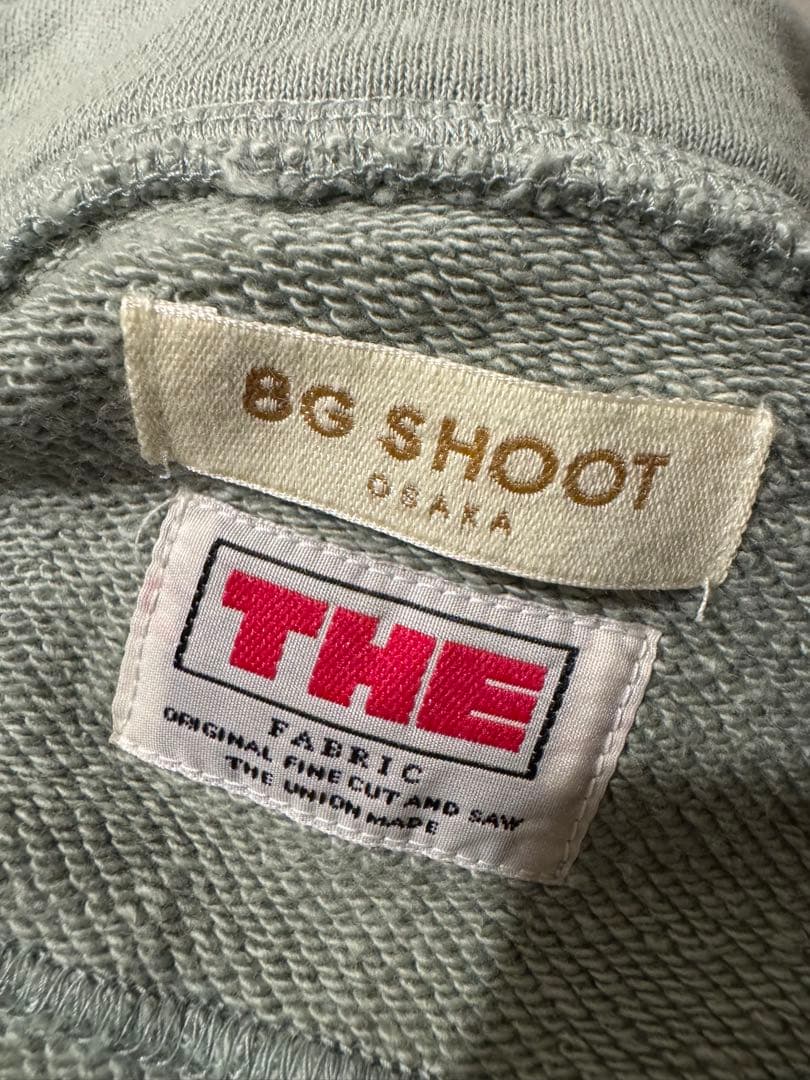 8G SHOOT
OSAKA
THE
FABRIC
ORIGINAL FINE CUT AND SAW
THE UNION MADE